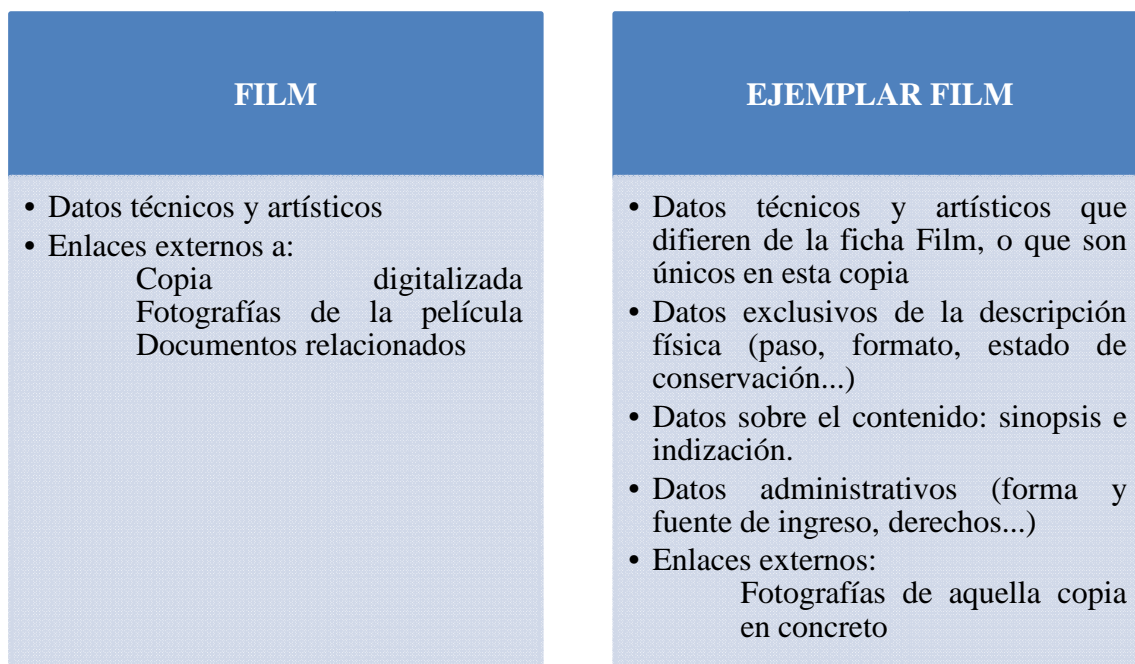 FILM
• Datos técnicos y artísticos
• Enlaces externos a:
Copia digitalizada
Fotografías de la película
Documentos relacionados
EJEMPLAR FILM
• Datos técnicos y artísticos que
difieren de la ficha Film, o que son
únicos en esta copia
• Datos exclusivos de la descripción
física (paso, formato, estado de
conservación...)
• Datos sobre el contenido: sinopsis e
indización.
• Datos administrativos (forma y
fuente de ingreso, derechos...)
• Enlaces externos:
Fotografías de aquella copia
en concreto